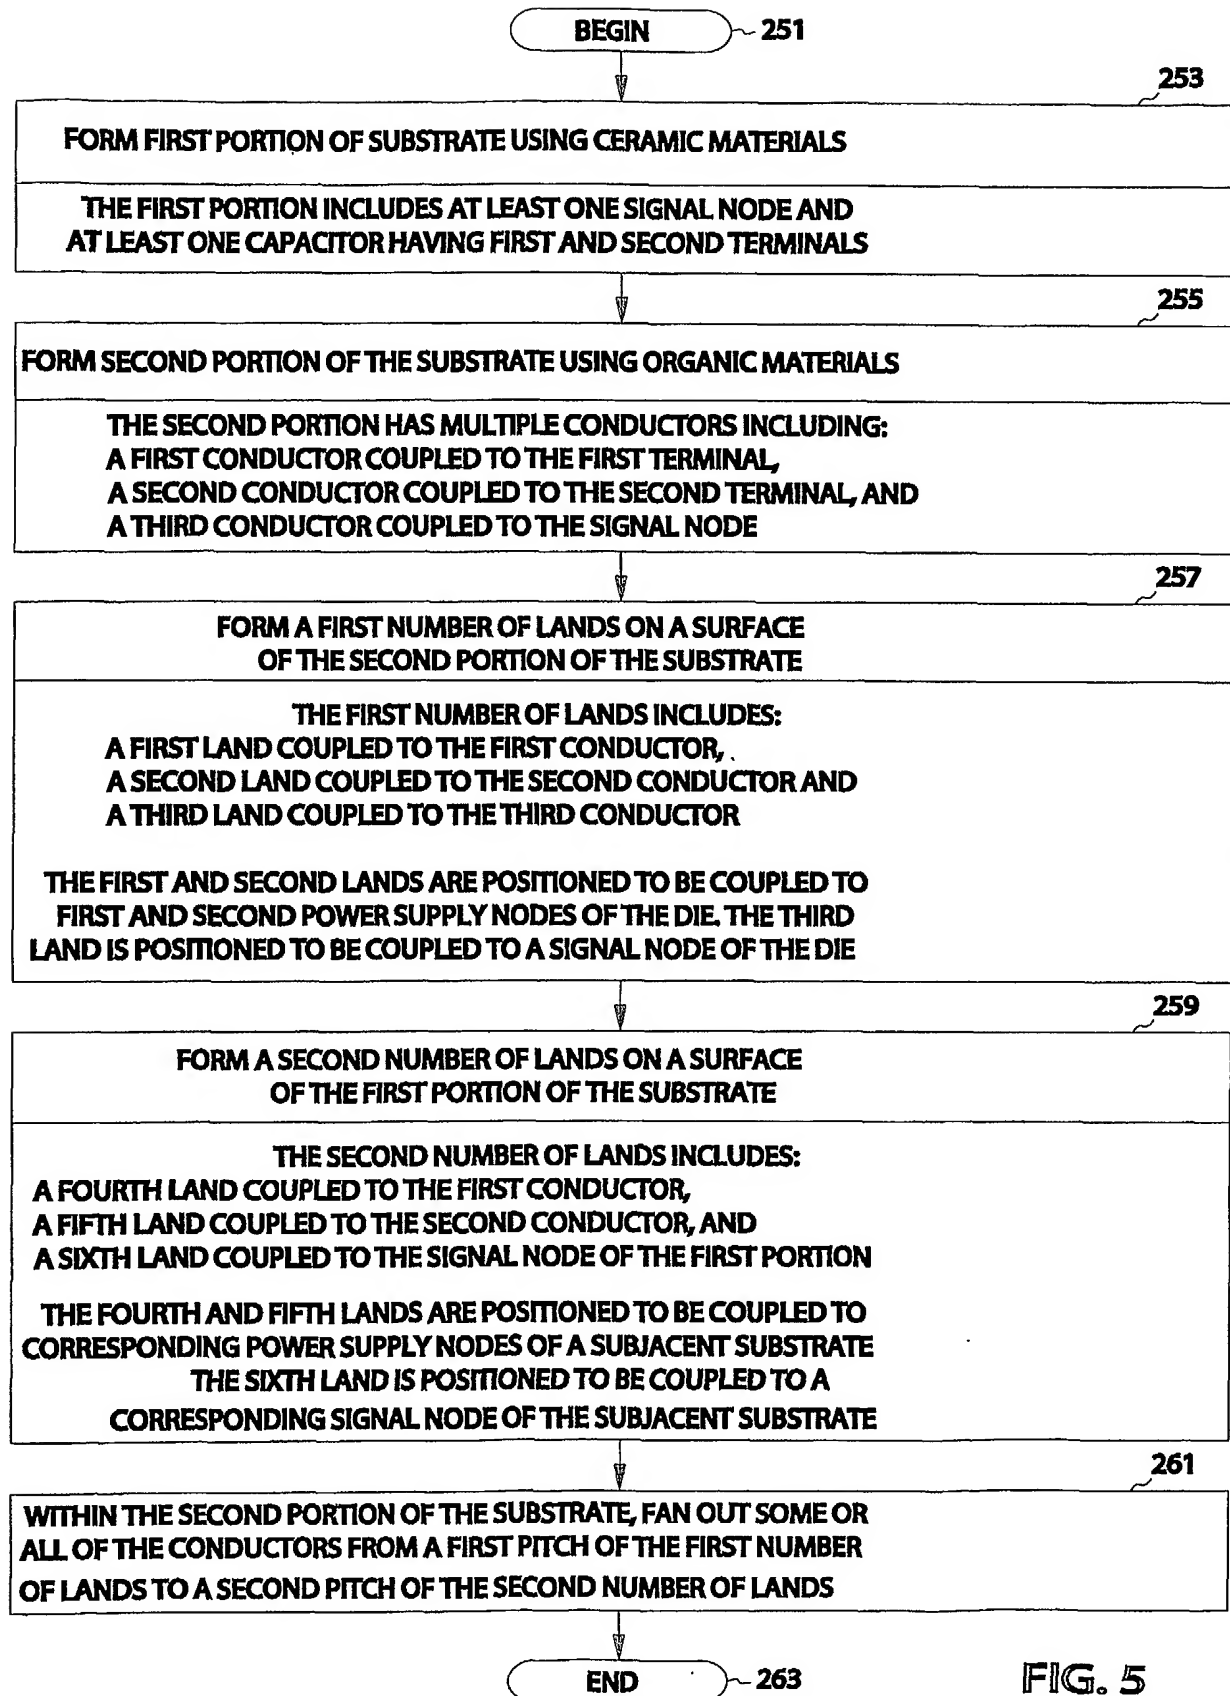 BEGIN 251
253
FORM FIRST PORTION OF SUBSTRATE USING CERAMIC MATERIALS
THE FIRST PORTION INCLUDES AT LEAST ONE SIGNAL NODE AND
AT LEAST ONE CAPACITOR HAVING FIRST AND SECOND TERMINALS
255
FORM SECOND PORTION OF THE SUBSTRATE USING ORGANIC MATERIALS
THE SECOND PORTION HAS MULTIPLE CONDUCTORS INCLUDING:
A FIRST CONDUCTOR COUPLED TO THE FIRST TERMINAL,
A SECOND CONDUCTOR COUPLED TO THE SECOND TERMINAL, AND
A THIRD CONDUCTOR COUPLED TO THE SIGNAL NODE
257
FORM A FIRST NUMBER OF LANDS ON A SURFACE
OF THE SECOND PORTION OF THE SUBSTRATE
THE FIRST NUMBER OF LANDS INCLUDES:
A FIRST LAND COUPLED TO THE FIRST CONDUCTOR,
A SECOND LAND COUPLED TO THE SECOND CONDUCTOR AND
A THIRD LAND COUPLED TO THE THIRD CONDUCTOR
THE FIRST AND SECOND LANDS ARE POSITIONED TO BE COUPLED TO
FIRST AND SECOND POWER SUPPLY NODES OF THE DIE. THE THIRD
LAND IS POSITIONED TO BE COUPLED TO A SIGNAL NODE OF THE DIE
259
FORM A SECOND NUMBER OF LANDS ON A SURFACE
OF THE FIRST PORTION OF THE SUBSTRATE
THE SECOND NUMBER OF LANDS INCLUDES:
A FOURTH LAND COUPLED TO THE FIRST CONDUCTOR,
A FIFTH LAND COUPLED TO THE SECOND CONDUCTOR, AND
A SIXTH LAND COUPLED TO THE SIGNAL NODE OF THE FIRST PORTION
THE FOURTH AND FIFTH LANDS ARE POSITIONED TO BE COUPLED TO
CORRESPONDING POWER SUPPLY NODES OF A SUBJACENT SUBSTRATE
THE SIXTH LAND IS POSITIONED TO BE COUPLED TO A
CORRESPONDING SIGNAL NODE OF THE SUBJACENT SUBSTRATE
261
WITHIN THE SECOND PORTION OF THE SUBSTRATE, FAN OUT SOME OR
ALL OF THE CONDUCTORS FROM A FIRST PITCH OF THE FIRST NUMBER
OF LANDS TO A SECOND PITCH OF THE SECOND NUMBER OF LANDS
END 263
FIG. 5